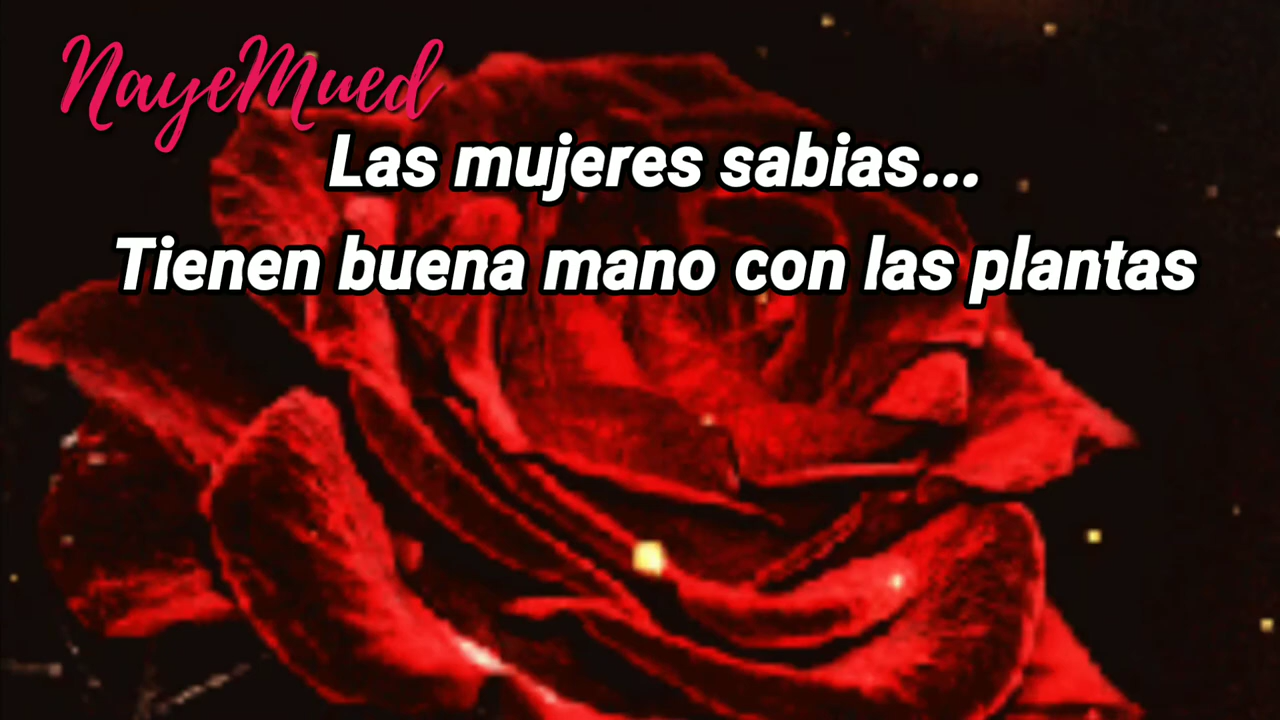 NayeMued
Las mujeres sabias...
Tienen buena mano con las plantas